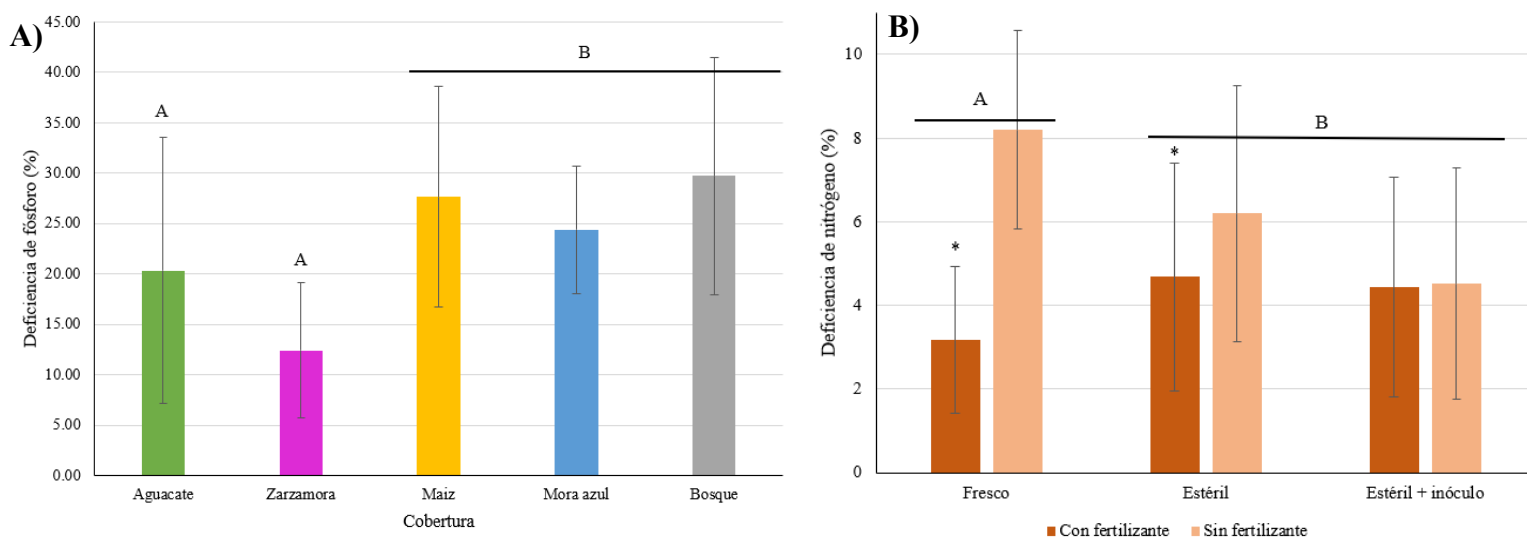 A)
Deficiencia de fósforo (%)
45.00
40.00
35.00
30.00
25.00
20.00
15.00
10.00
5.00
0.00
A
A
B
Aguacate Zarzamora Maiz Mora azul Bosque
Cobertura
B)
Deficiencia de nitrógeno (%)
10
8
6
4
2
0
A
B
*
*
Fresco Estéril Estéril + inóculo
Con fertilizante Sin fertilizante